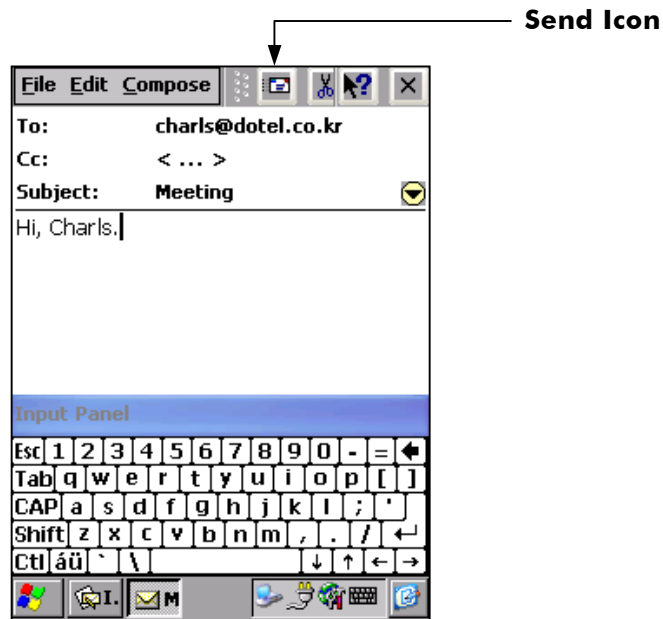 Send Icon
File Edit Compose ?
To: charls@dotel.co.kr
Cc: < ... >
Subject: Meeting
Hi, Charls.
Input Panel
Esc 1 2 3 4 5 6 7 8 9 0 - =
Tab q w e r t y u i o p [ ]
CAP a s d f g h j k l ; '
Shift z x c v b n m , . /
Ctl áü ` \
I. M